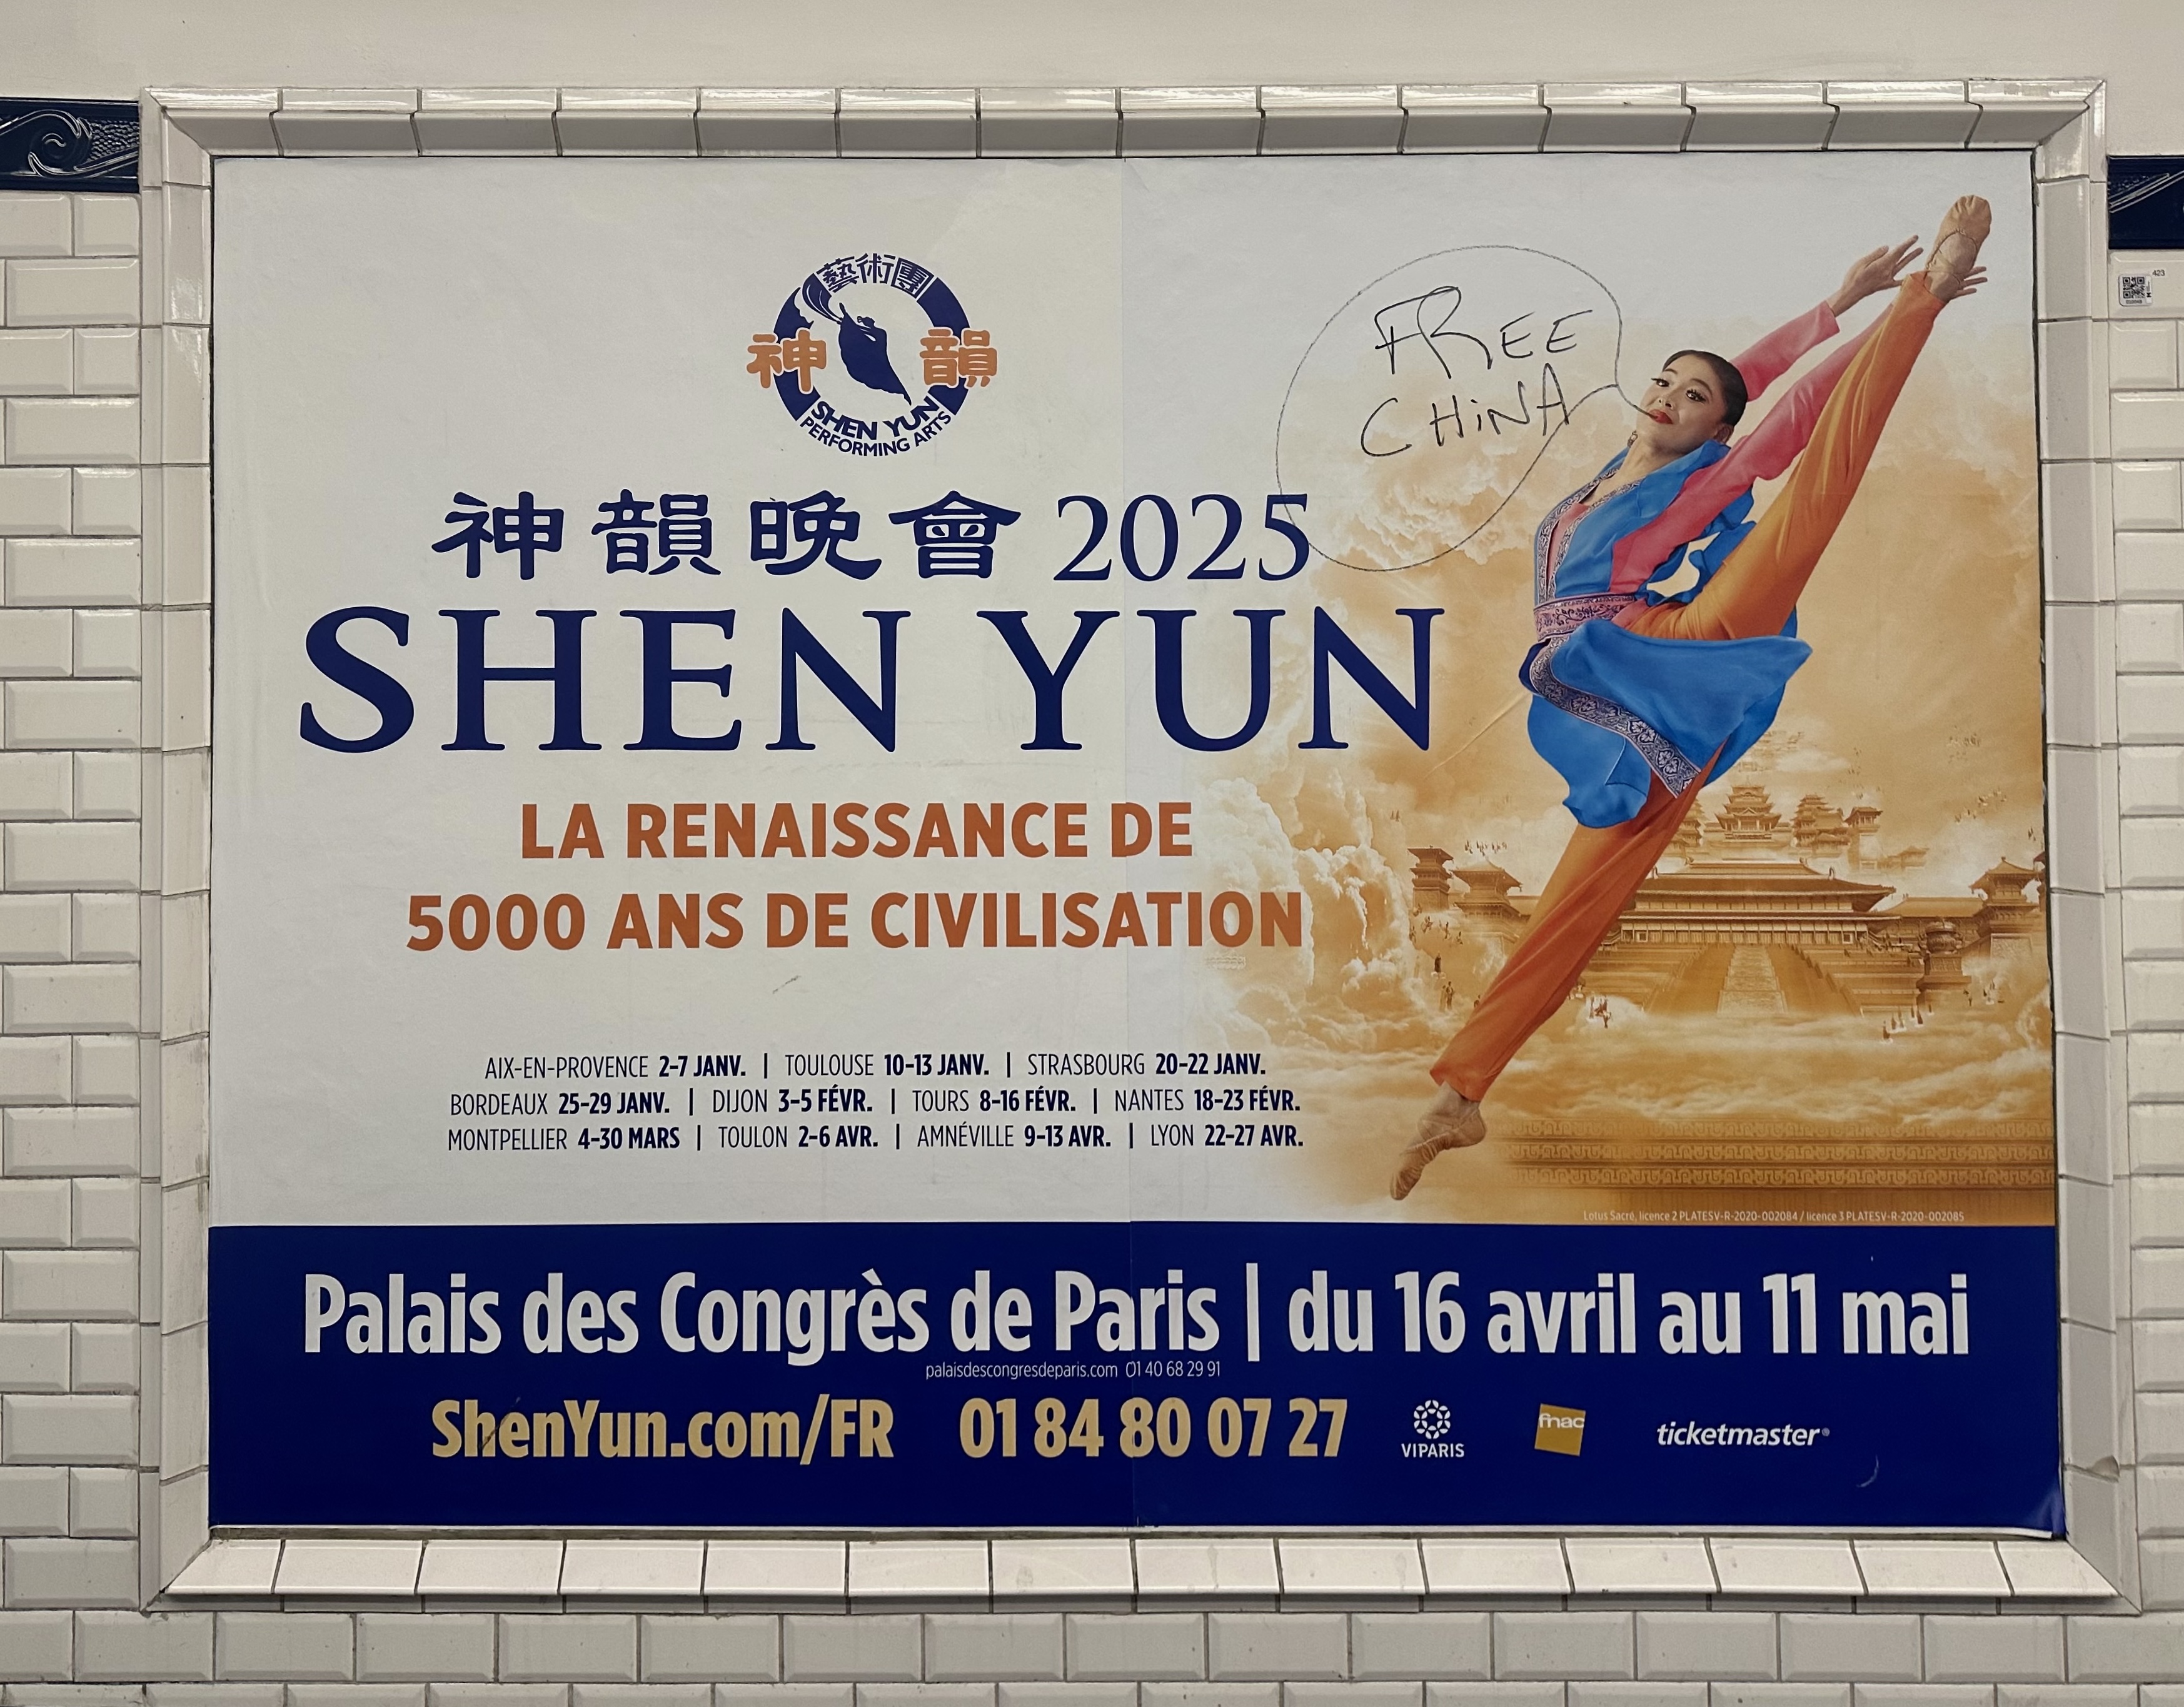 藝術團
神 韻
SHEN YUN
PERFORMING ARTS
FREE
CHiNA
神韻晚會 2025
SHEN YUN
LA RENAISSANCE DE
5000 ANS DE CIVILISATION
AIX-EN-PROVENCE 2-7 JANV. | TOULOUSE 10-13 JANV. | STRASBOURG 20-22 JANV.
BORDEAUX 25-29 JANV. | DIJON 3-5 FÉVR. | TOURS 8-16 FÉVR. | NANTES 18-23 FÉVR.
MONTPELLIER 4-30 MARS | TOULON 2-6 AVR. | AMNÉVILLE 9-13 AVR. | LYON 22-27 AVR.
Lotus Sacré, licence 2 PLATESV-R-2020-002084 / licence 3 PLATESV-R-2020-002085
Palais des Congrès de Paris | du 16 avril au 11 mai
palaisdescongresdeparis.com 01 40 68 29 91
ShenYun.com/FR 01 84 80 07 27 VIPARIS fnac ticketmaster®
423